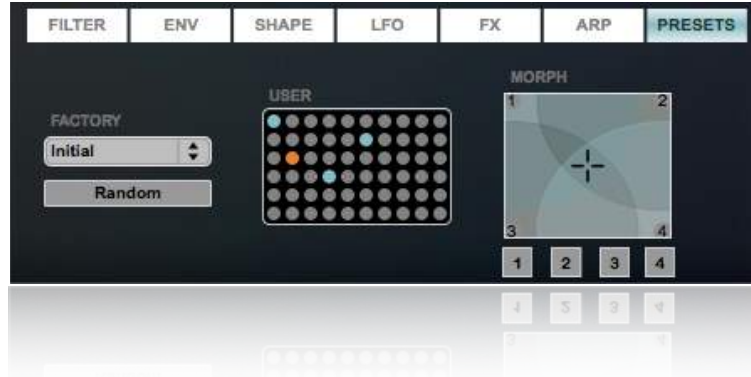 FILTER ENV SHAPE LFO FX ARP PRESETS
MORPH
USER
1 2
FACTORY
Initial
Random
3 4
1 2 3 4